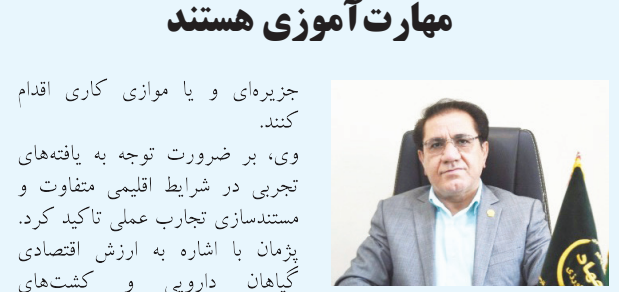 مهارت‌آموزی هستند
جزیره‌ای و یا موازی کاری اقدام
کنند.
وی، بر ضرورت توجه به یافته‌های
تجربی در شرایط اقلیمی متفاوت و
مستندسازی تجارب عملی تاکید کرد.
پژمان با اشاره به ارزش اقتصادی
گیاهان دارویی و کشت‌های
جهاد